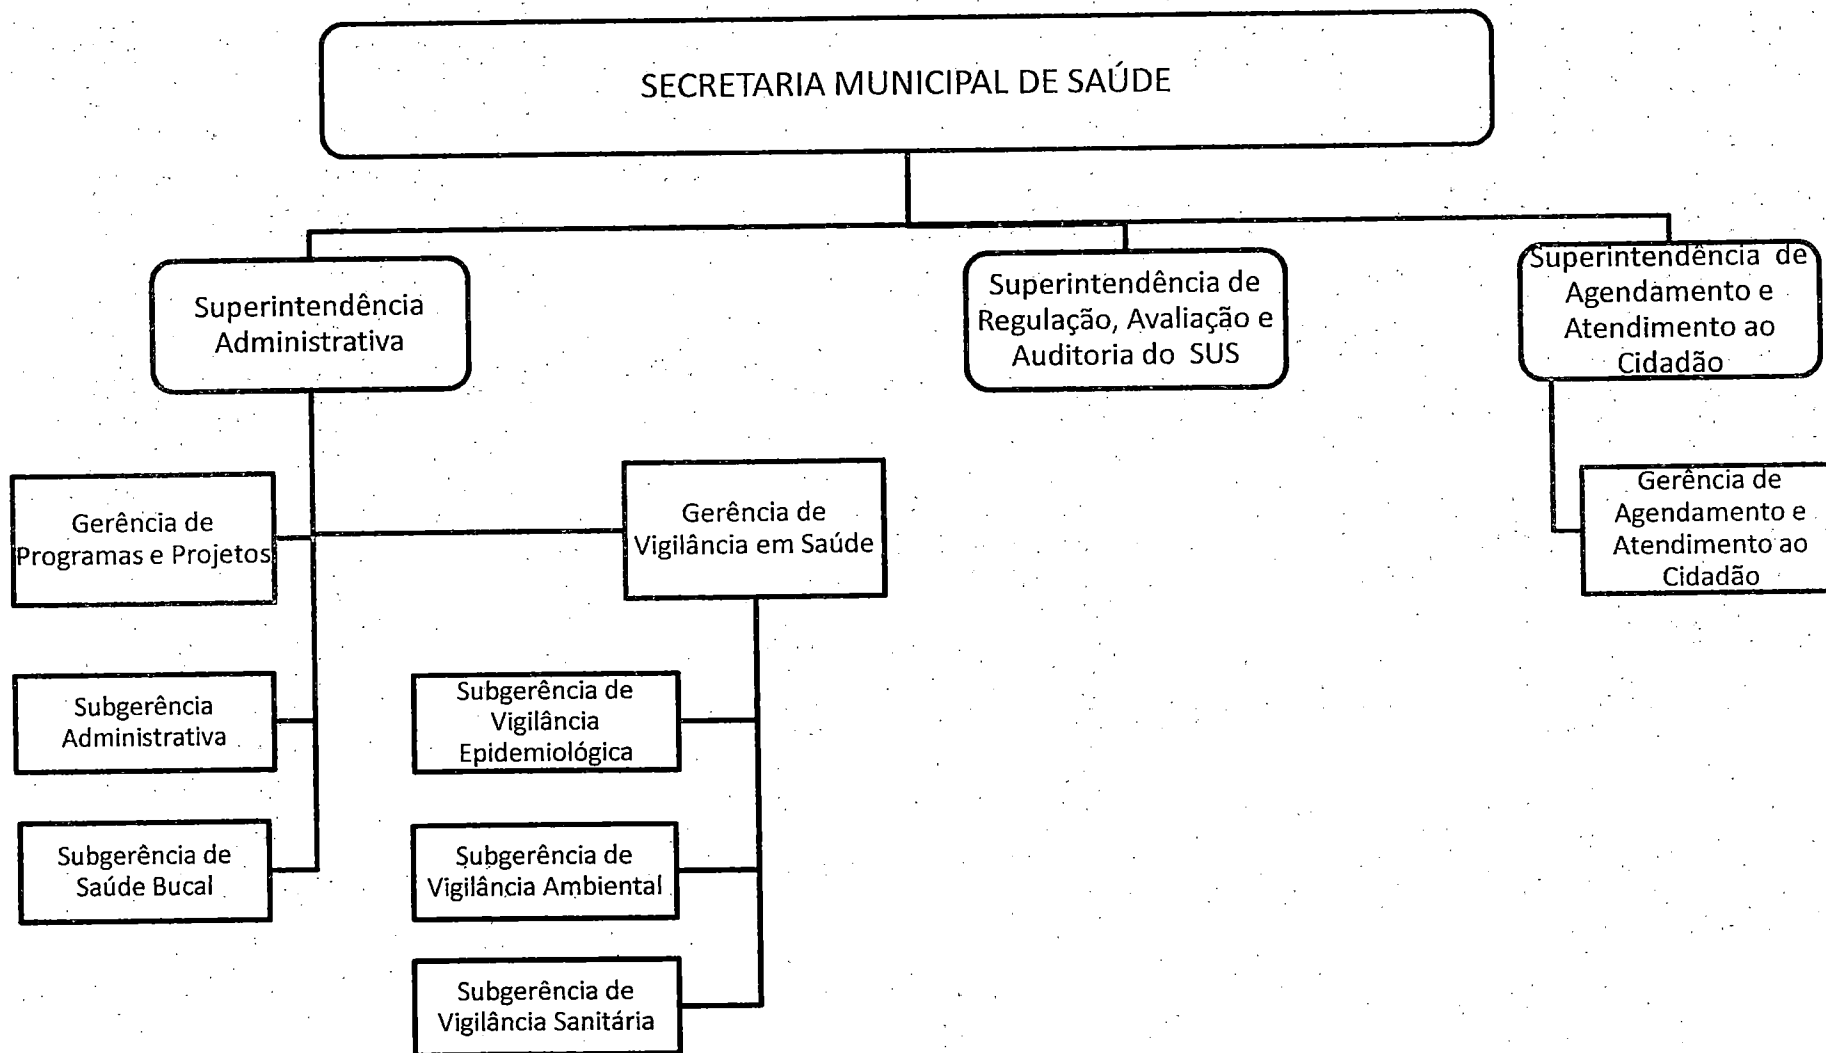 SECRETARIA MUNICIPAL DE SAÚDE
Superintendência
Administrativa
Superintendência de
Regulação, Avaliação e
Auditoria do SUS
Superintendência de
Agendamento e
Atendimento ao
Cidadão
Gerência de
Programas e Projetos
Gerência de
Vigilância em Saúde
Gerência de
Agendamento e
Atendimento ao
Cidadão
Subgerência
Administrativa
Subgerência de
Vigilância
Epidemiológica
Subgerência de
Saúde Bucal
Subgerência de
Vigilância Ambiental
Subgerência de
Vigilância Sanitária